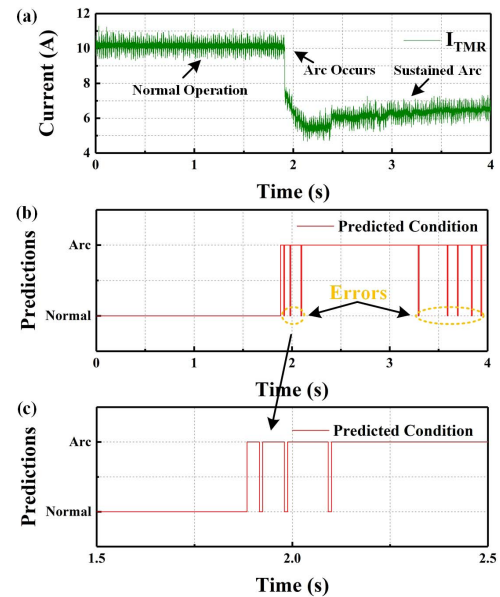 (a)
Current (A)
12
10
8
6
4
I_TMR
Normal Operation
Arc Occurs
Sustained Arc
0
1
2
3
4
Time (s)
(b)
Predictions
Arc
Normal
Predicted Condition
Errors
0
1
2
3
4
Time (s)
(c)
Predictions
Arc
Normal
Predicted Condition
1.5
2.0
2.5
Time (s)